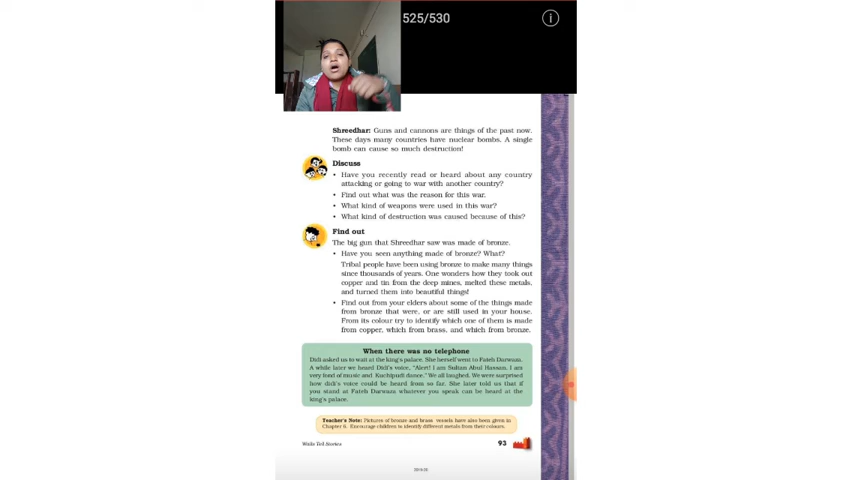 525/530
Shreedhar: Guns and cannons are things of the past now.
These days many countries have nuclear bombs. A single
bomb can cause so much destruction!
Discuss
• Have you recently read or heard about any country
attacking or going to war with another country?
• Find out what was the reason for this war.
• What kind of weapons were used in this war?
• What kind of destruction was caused because of this?
Find out
The big gun that Shreedhar saw was made of bronze.
• Have you seen anything made of bronze? What?
Tribal people have been using bronze to make many things
since thousands of years. One wonders how they took out
copper and tin from the deep mines, melted these metals,
and turned them into beautiful things!
• Find out from your elders about some of the things made
from bronze that were, or are still used in your house.
From its colour try to identify which one of them is made
from copper, which from brass, and which from bronze.
When there was no telephone
Didi asked us to wait at the king's palace. She herself went to Fateh Darwaza.
A while later we heard Didi's voice, "Alert! I am Sultan Abul Hassan, I am
very fond of music and Kuchipudi dance." We all laughed. We were surprised
how didi's voice could be heard from so far. She later told us that if
you stand at Fateh Darwaza whatever you speak can be heard at the
king's palace.
Teacher's Note: Pictures of bronze and brass vessels have also been given in
Chapter 6. Encourage children to identify different metals from their colours.
Walls Tell Stories
93